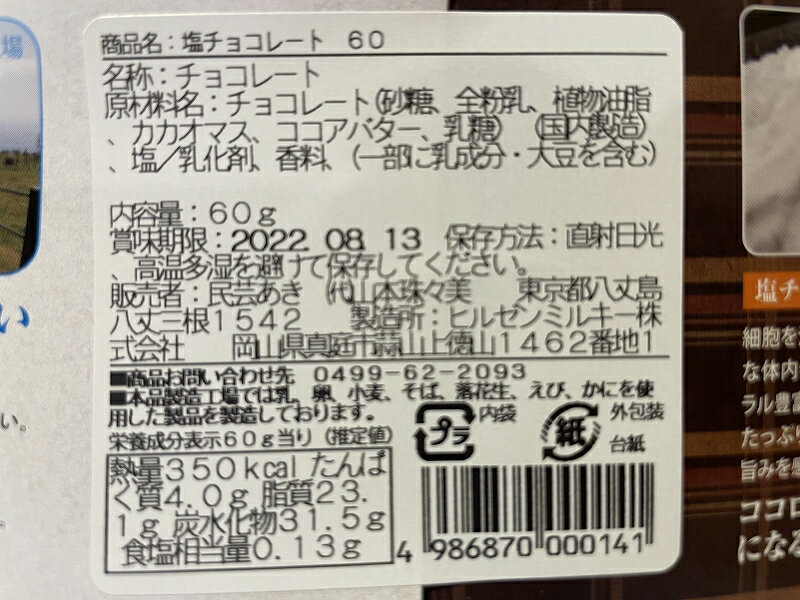 場
い
い。
商品名：塩チョコレート　６０
名称：チョコレート
原材料名：チョコレート（砂糖、全粉乳、植物油脂
、カカオマス、ココアバター、乳糖）（国内製造）
、塩／乳化剤、香料、（一部に乳成分・大豆を含む）
内容量：６０ｇ
賞味期限：2022. 08. 13　保存方法：直射日光
、高温多湿を避けて保存してください。
販売者：民芸あき　㈹山本珠々美　東京都八丈島
八丈三根１５４２　製造所：ヒルゼンミルキー株
式会社　岡山県真庭市蒜山上徳山１４６２番地１
■商品お問い合わせ先　0499-62-2093
■本品製造工場では乳、卵、小麦、そば、落花生、えび、かにを使
用した製品を製造しております。
栄養成分表示６０ｇ当り（推定値）
熱量３５０kcal たんぱ
く質４.０ｇ 脂質２３.
１ｇ 炭水化物３１.５ｇ
食塩相当量０.１３ｇ
プラ
内袋
紙
外包装
台紙
4 986870 000141
塩チ
細胞を
な体内
ラル豊
たっぷり
旨みを
ココロ
になる